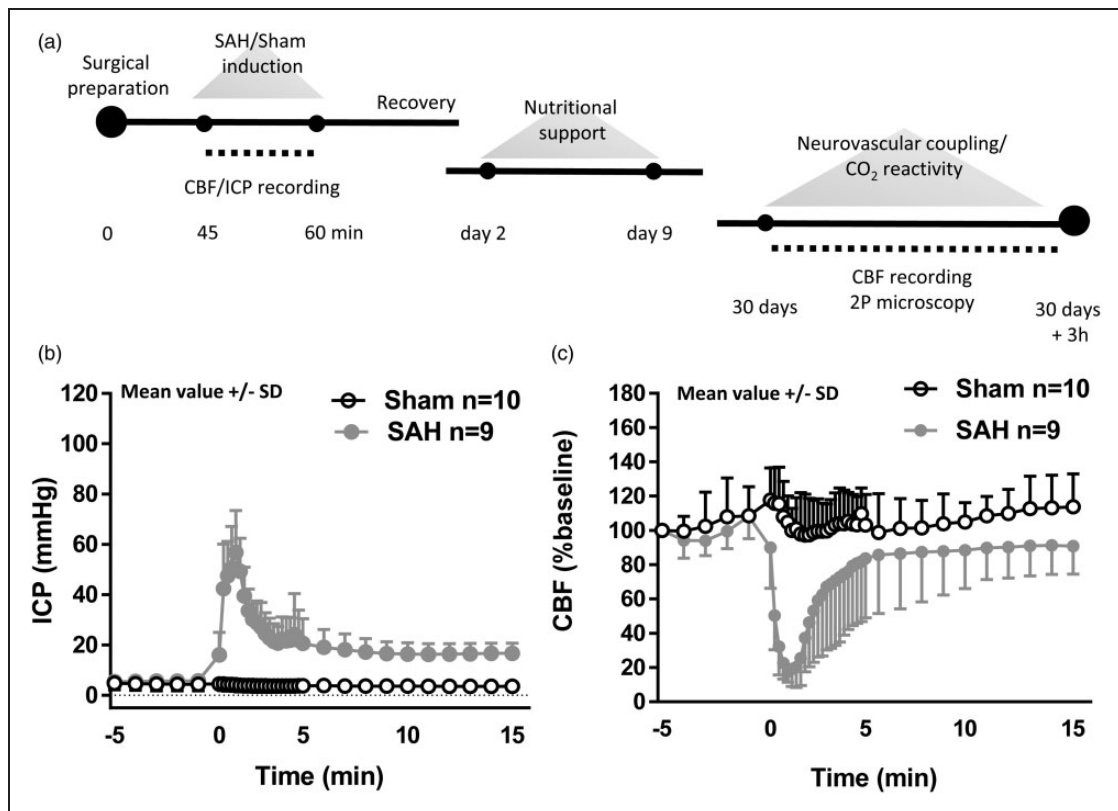 (a)
Surgical
preparation
SAH/Sham
induction
Recovery
CBF/ICP recording
0
45
60 min
Nutritional
support
day 2
day 9
Neurovascular coupling/
CO₂ reactivity
CBF recording
2P microscopy
30 days
30 days
+ 3h
(b)
Mean value +/- SD
Sham n=10
SAH n=9
ICP (mmHg)
120
100
80
60
40
20
0
-5
0
5
10
15
Time (min)
(c)
Mean value +/- SD
Sham n=10
SAH n=9
CBF (%baseline)
180
160
140
120
100
80
60
40
20
0
-5
0
5
10
15
Time (min)